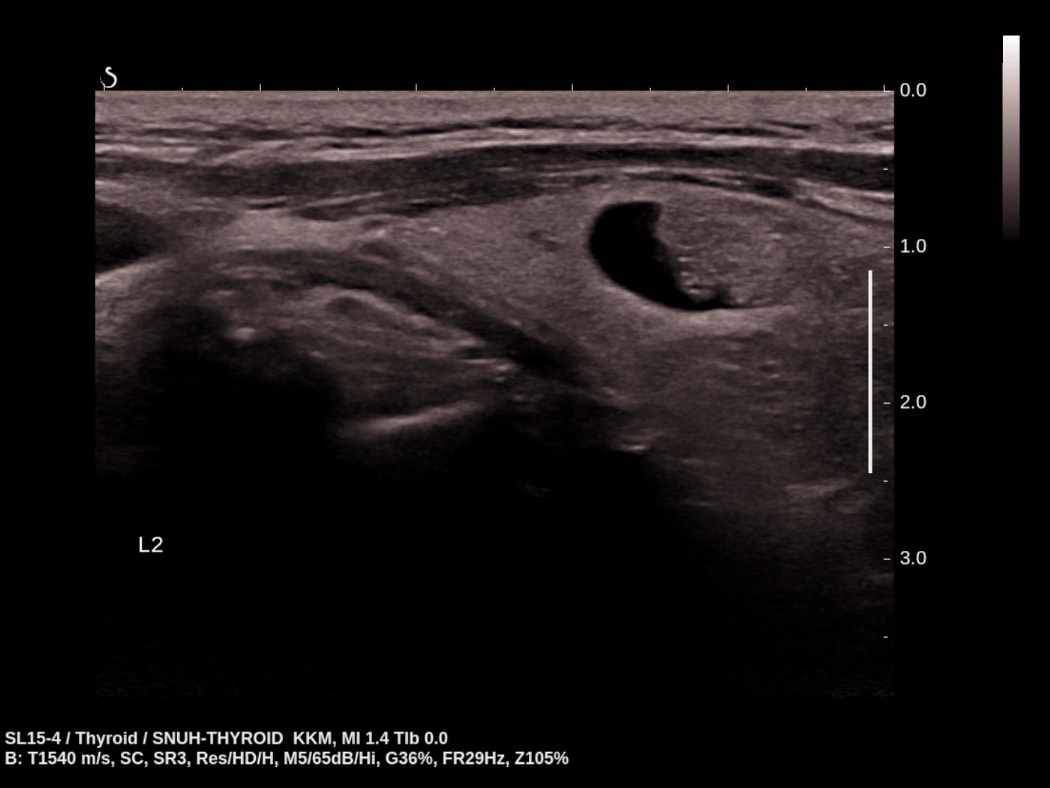 0.0
1.0
2.0
L2
3.0
SL15-4 / Thyroid / SNUH-THYROID KKM, MI 1.4 TIb 0.0
B: T1540 m/s, SC, SR3, Res/HD/H, M5/65dB/Hi, G36%, FR29Hz, Z105%